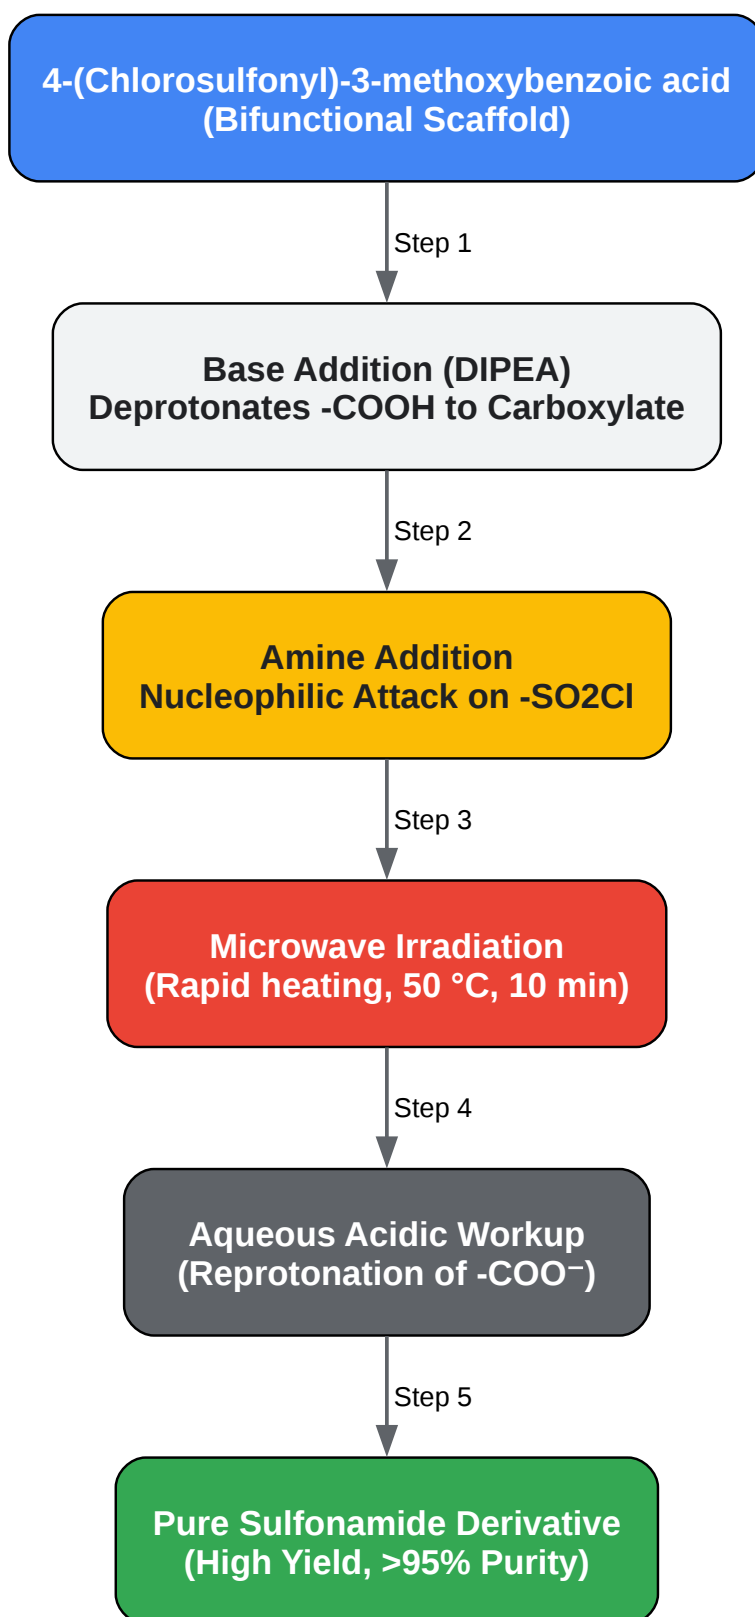 4-(Chlorosulfonyl)-3-methoxybenzoic acid
(Bifunctional Scaffold)
Step 1
Base Addition (DIPEA)
Deprotonates -COOH to Carboxylate
Step 2
Amine Addition
Nucleophilic Attack on -SO2Cl
Step 3
Microwave Irradiation
(Rapid heating, 50 °C, 10 min)
Step 4
Aqueous Acidic Workup
(Reprotonation of -COO⁻)
Step 5
Pure Sulfonamide Derivative
(High Yield, >95% Purity)